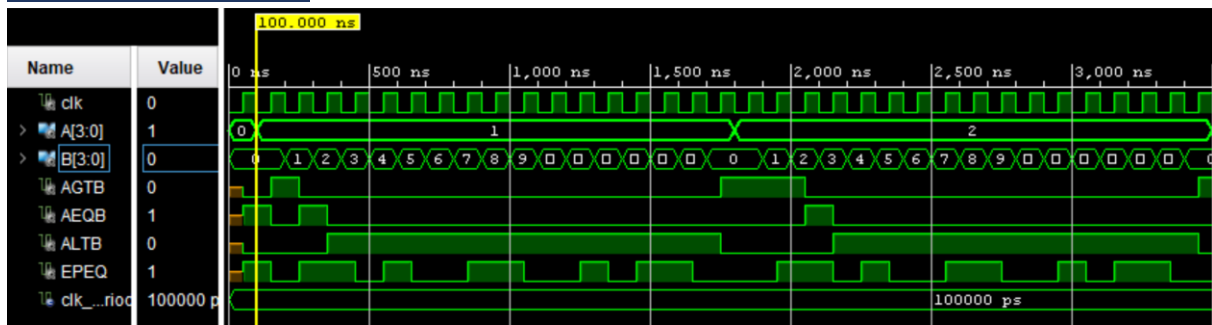 100.000 ns
Name Value 0 ns 500 ns 1,000 ns 1,500 ns 2,000 ns 2,500 ns 3,000 ns
clk 0
A[3:0] 1 0 1 2
B[3:0] 0 0 1 2 3 4 5 6 7 8 9 0 1 2 3 4 5 6 7 8 9 0
AGTB 0
AEQB 1
ALTB 0
EPEQ 1
clk_...riod 100000 p 100000 ps